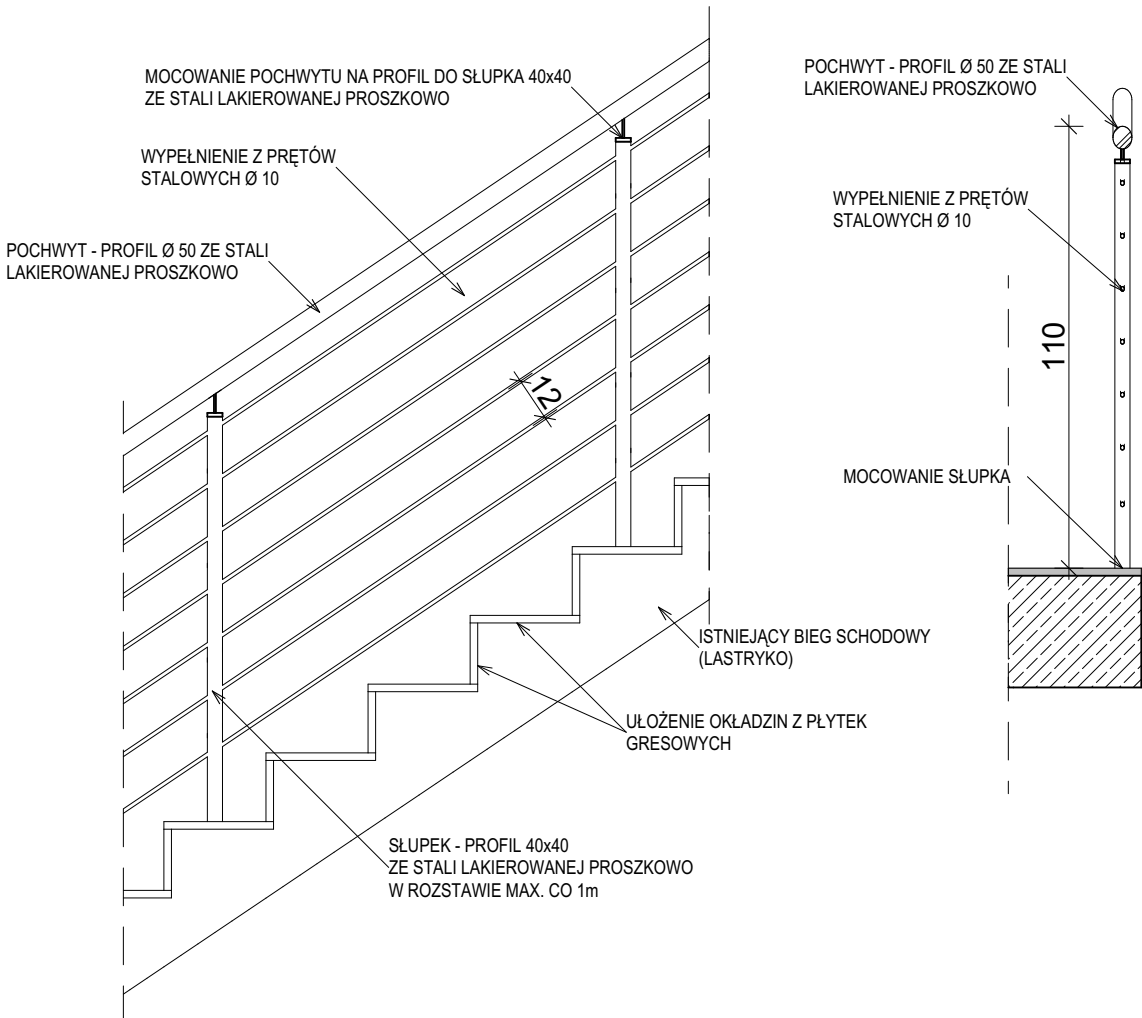 MOCOWANIE POCHWYTU NA PROFIL DO SŁUPKA 40x40
ZE STALI LAKIEROWANEJ PROSZKOWO
WYPEŁNIENIE Z PRĘTÓW
STALOWYCH Ø 10
POCHWYT - PROFIL Ø 50 ZE STALI
LAKIEROWANEJ PROSZKOWO
12
ISTNIEJĄCY BIEG SCHODOWY
(LASTRYKO)
UŁOŻENIE OKŁADZIN Z PŁYTEK
GRESOWYCH
SŁUPEK - PROFIL 40x40
ZE STALI LAKIEROWANEJ PROSZKOWO
W ROZSTAWIE MAX. CO 1m
POCHWYT - PROFIL Ø 50 ZE STALI
LAKIEROWANEJ PROSZKOWO
WYPEŁNIENIE Z PRĘTÓW
STALOWYCH Ø 10
110
MOCOWANIE SŁUPKA